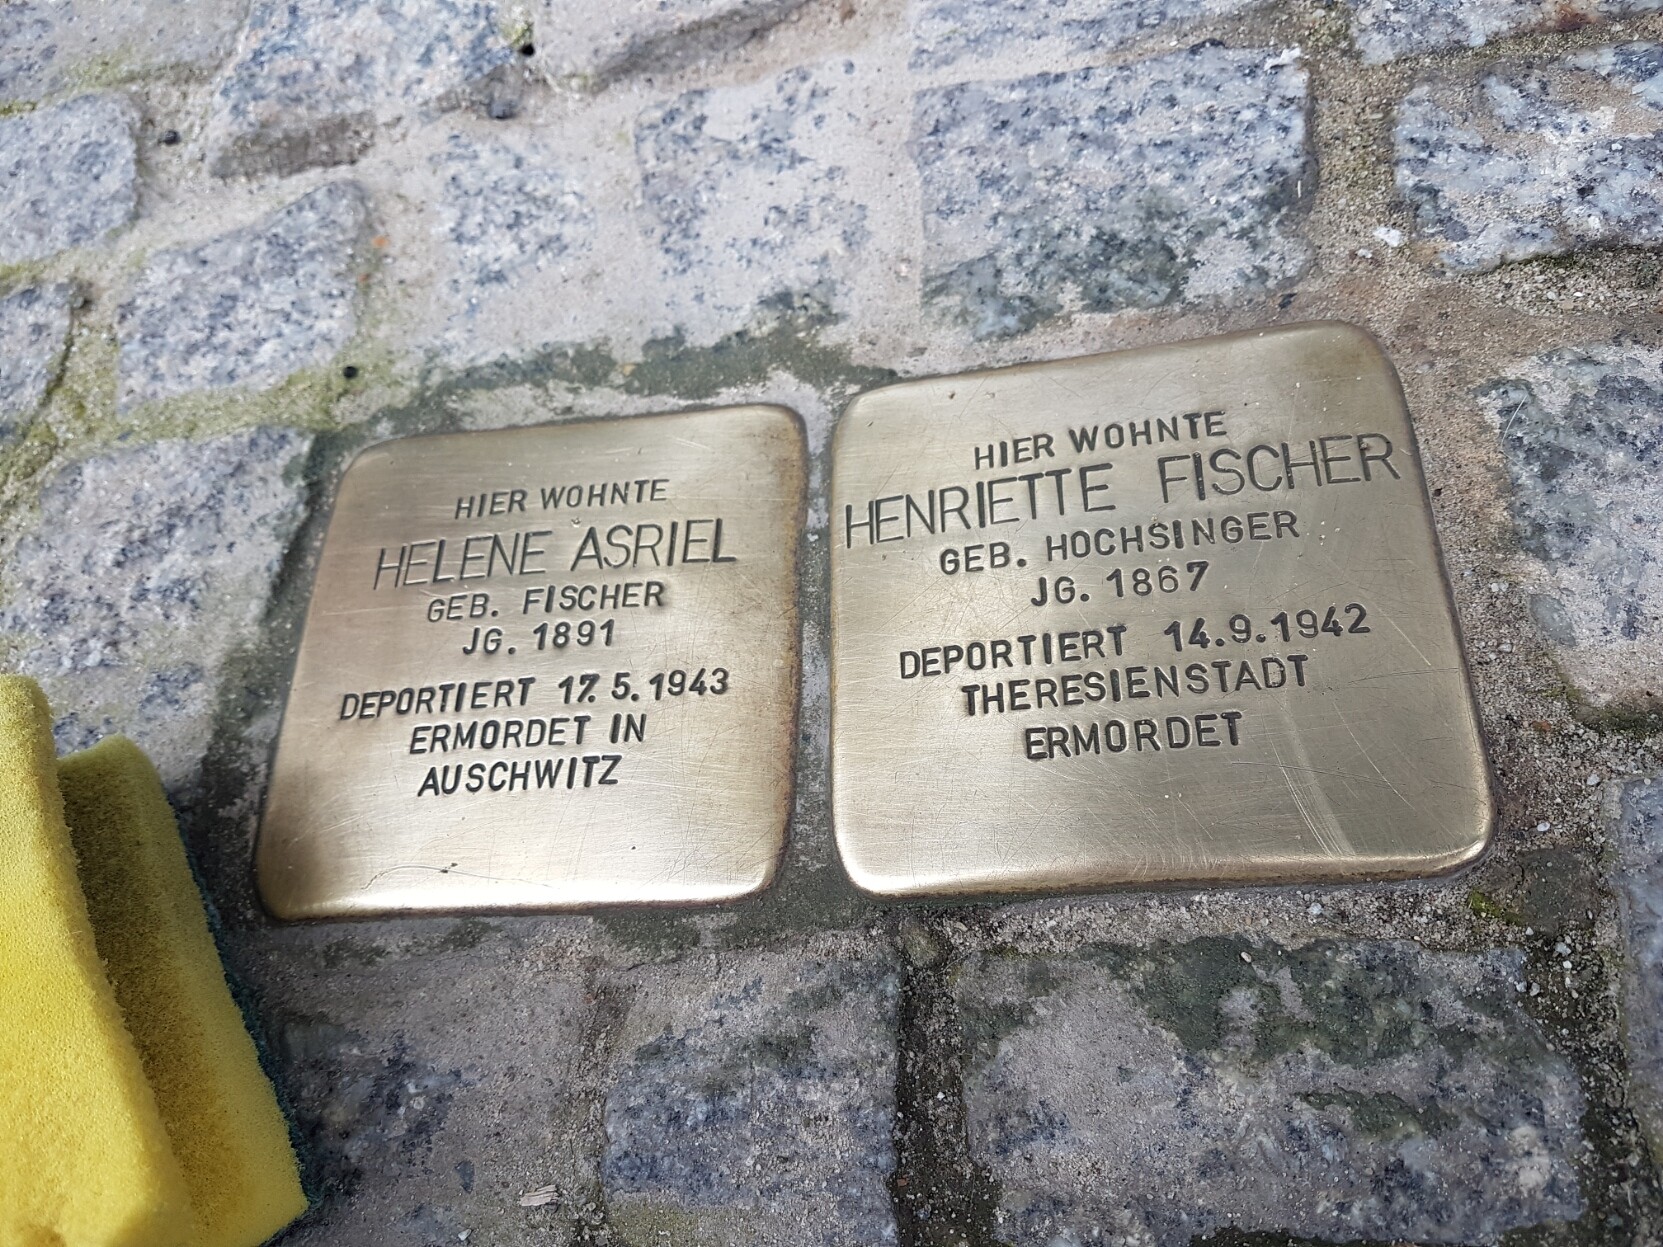 HIER WOHNTE
HELENE ASRIEL
GEB. FISCHER
JG. 1891
DEPORTIERT 17.5.1943
ERMORDET IN
AUSCHWITZ
HIER WOHNTE
HENRIETTE FISCHER
GEB. HOCHSINGER
JG. 1867
DEPORTIERT 14.9.1942
THERESIENSTADT
ERMORDET